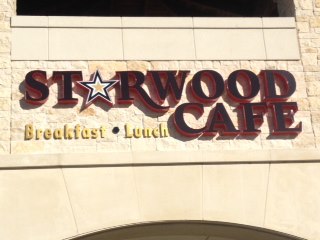 STARWOOD
Breakfast • Lunch CAFE